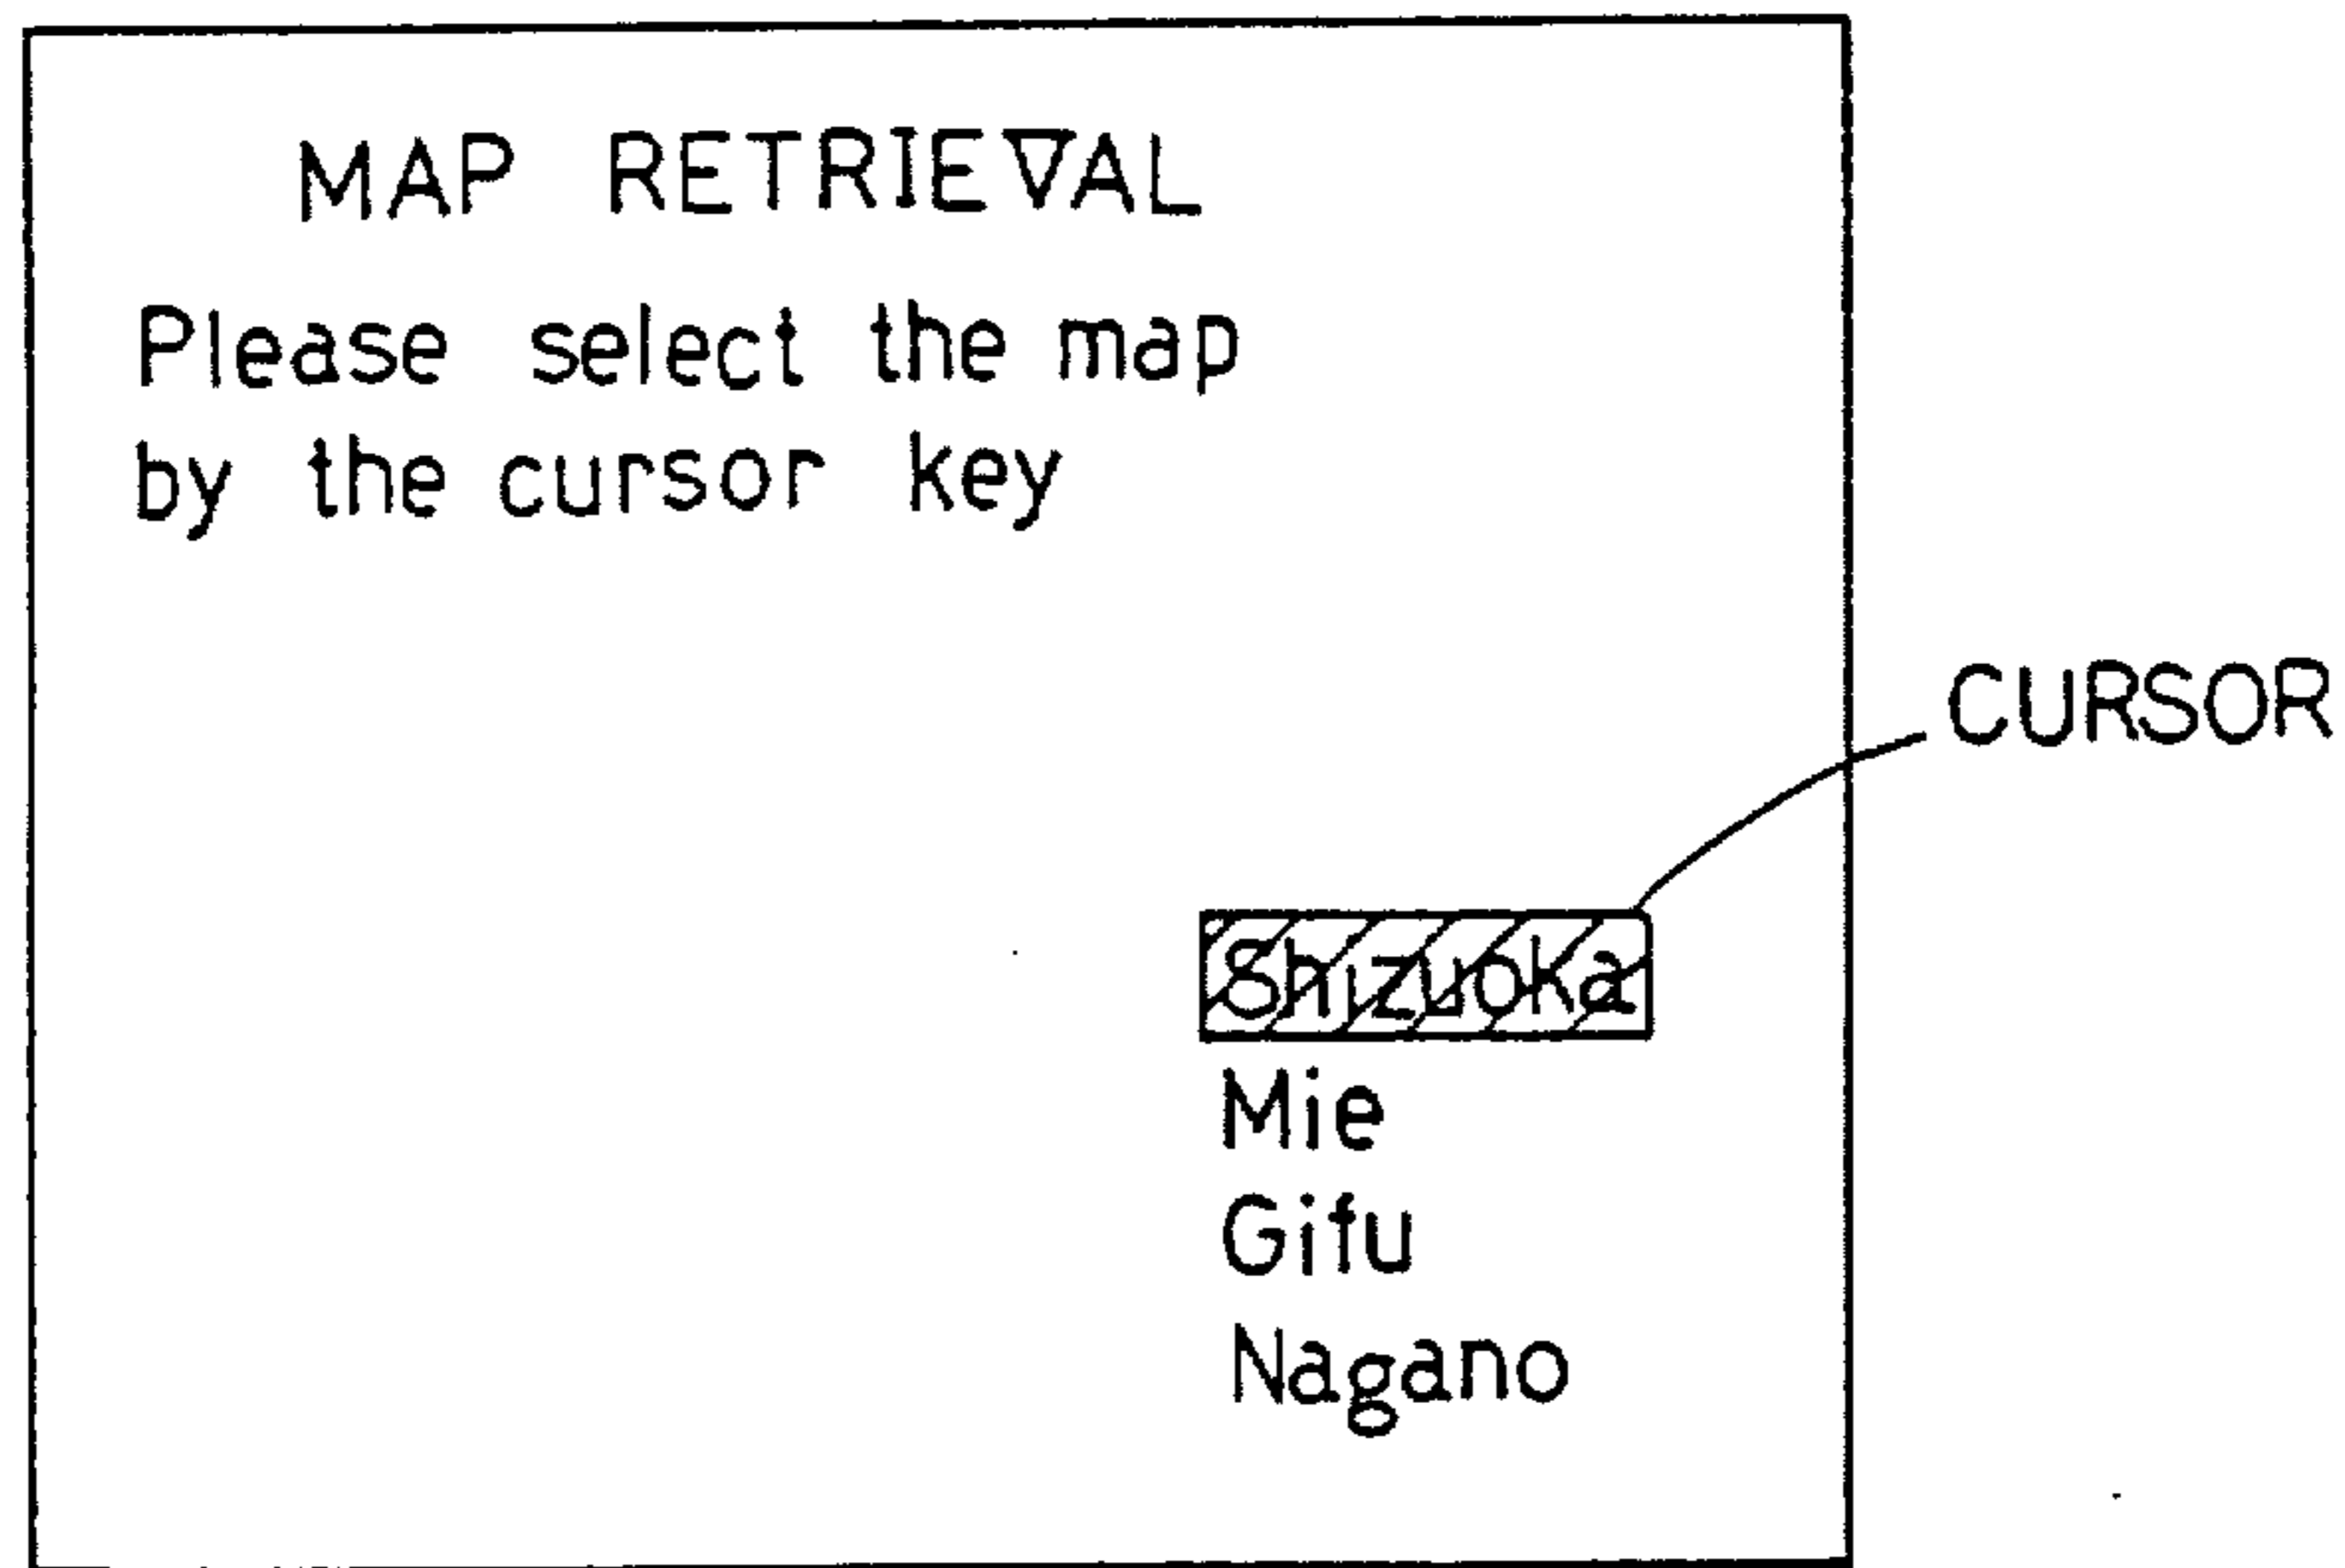 MAP RETRIEVAL
Please select the map
by the cursor key
CURSOR
Shizuoka
Mie
Gifu
Nagano